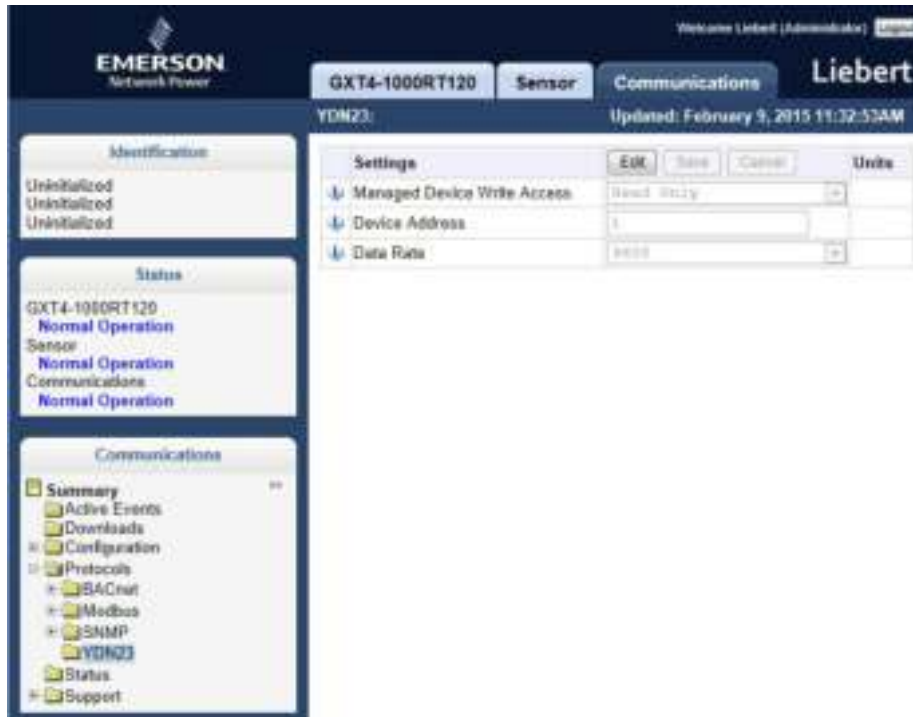 Welcome Liebert (Administrator) Logout
EMERSON
Network Power
GXT4-1000RT120 Sensor Communications Liebert
YDN23: Updated: February 9, 2015 11:32:53AM
Identification
Uninitialized
Uninitialized
Uninitialized
Settings Edit Save Cancel Units
Managed Device Write Access Read Only
Device Address 1
Data Rate 9600
Status
GXT4-1000RT120
Normal Operation
Sensor
Normal Operation
Communications
Normal Operation
Communications
Summary
Active Events
Downloads
Configuration
Protocols
BACnet
Modbus
SNMP
YDN23
Status
Support